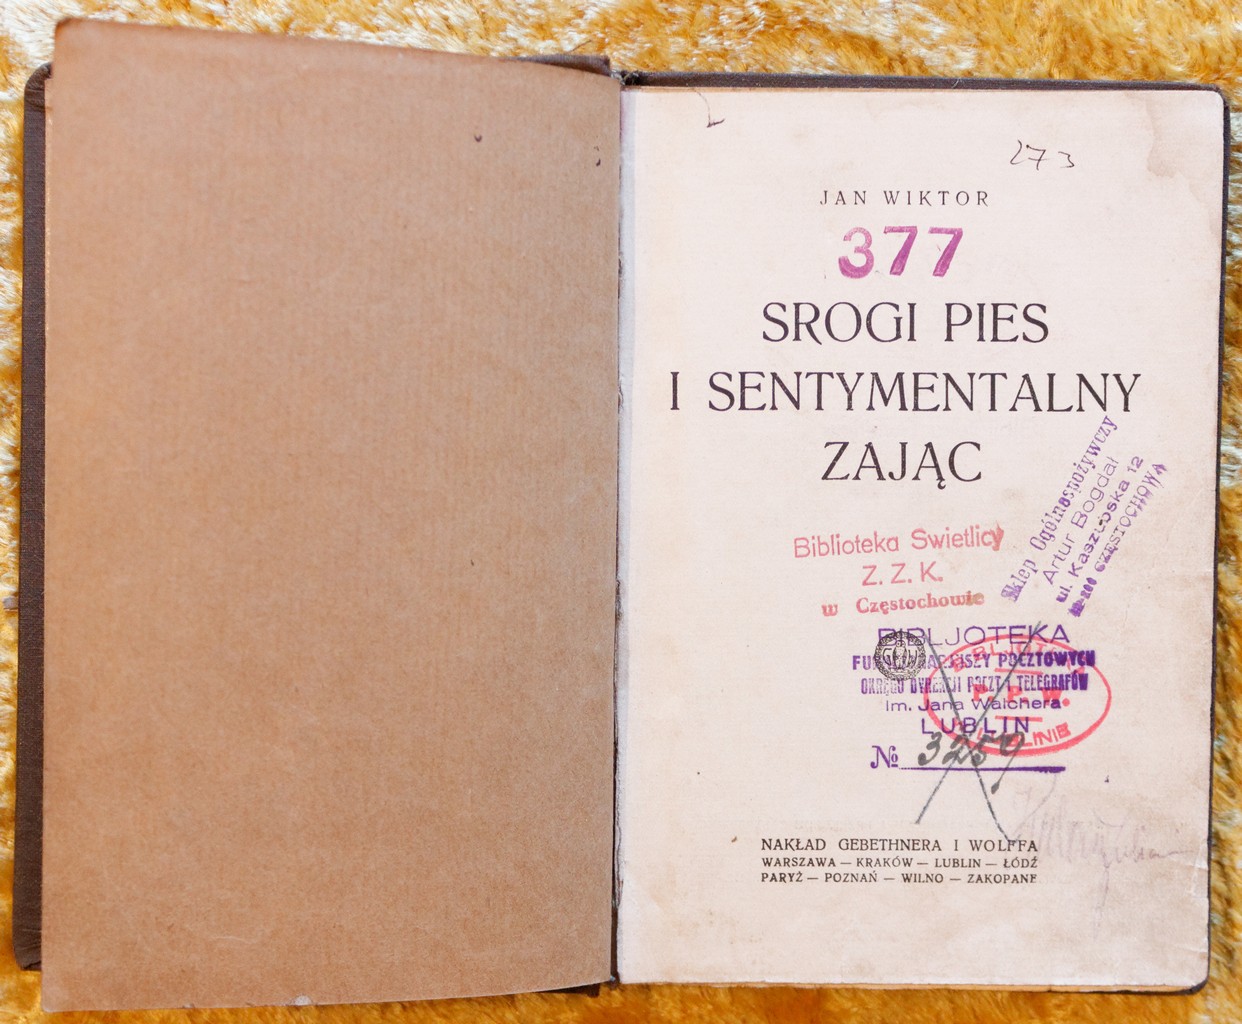 273
JAN WIKTOR
377
SROGI PIES
I SENTYMENTALNY
ZAJĄC
Sklep Ogólnospożywczy
Artur Bogdał
ul. Kaszubska 12
CZĘSTOCHOWA
Biblioteka Swietlicy
Z. Z. K.
w Częstochowie
BIBLJOTEKA
POCZTOWYCH
OKRĘGU DYREKCJI POCZT I TELEGRAFÓW
Im. Jana Walchera
LUBLIN
№ 3257
P. P. W.
NAKŁAD GEBETHNERA I WOLFFA
WARSZAWA — KRAKÓW — LUBLIN — ŁÓDŹ
PARYŻ — POZNAŃ — WILNO — ZAKOPANE